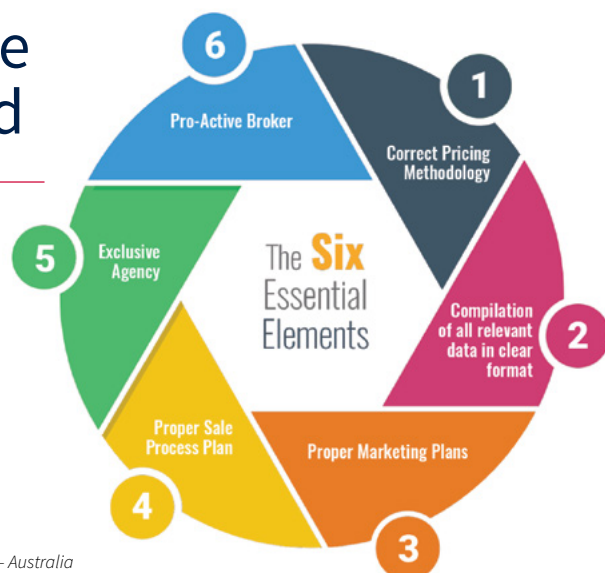 e
d
6
Pro-Active Broker
1
Correct Pricing
Methodology
5
Exclusive
Agency
The Six
Essential
Elements
Compilation
of all relevant
data in clear
format
2
Proper Sale
Process Plan
Proper Marketing Plans
4
3
- Australia